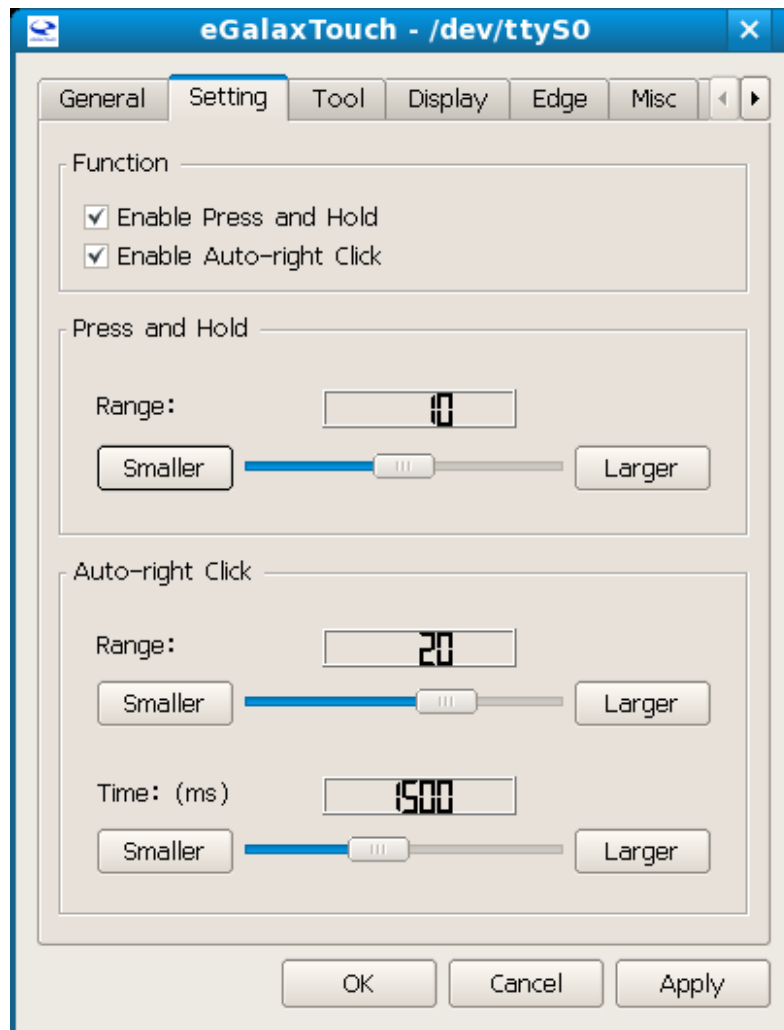 eGalaxTouch - /dev/ttyS0
General Setting Tool Display Edge Misc
Function
Enable Press and Hold
Enable Auto-right Click
Press and Hold
Range: 10
Smaller Larger
Auto-right Click
Range: 20
Smaller Larger
Time: (ms) 1500
Smaller Larger
OK Cancel Apply